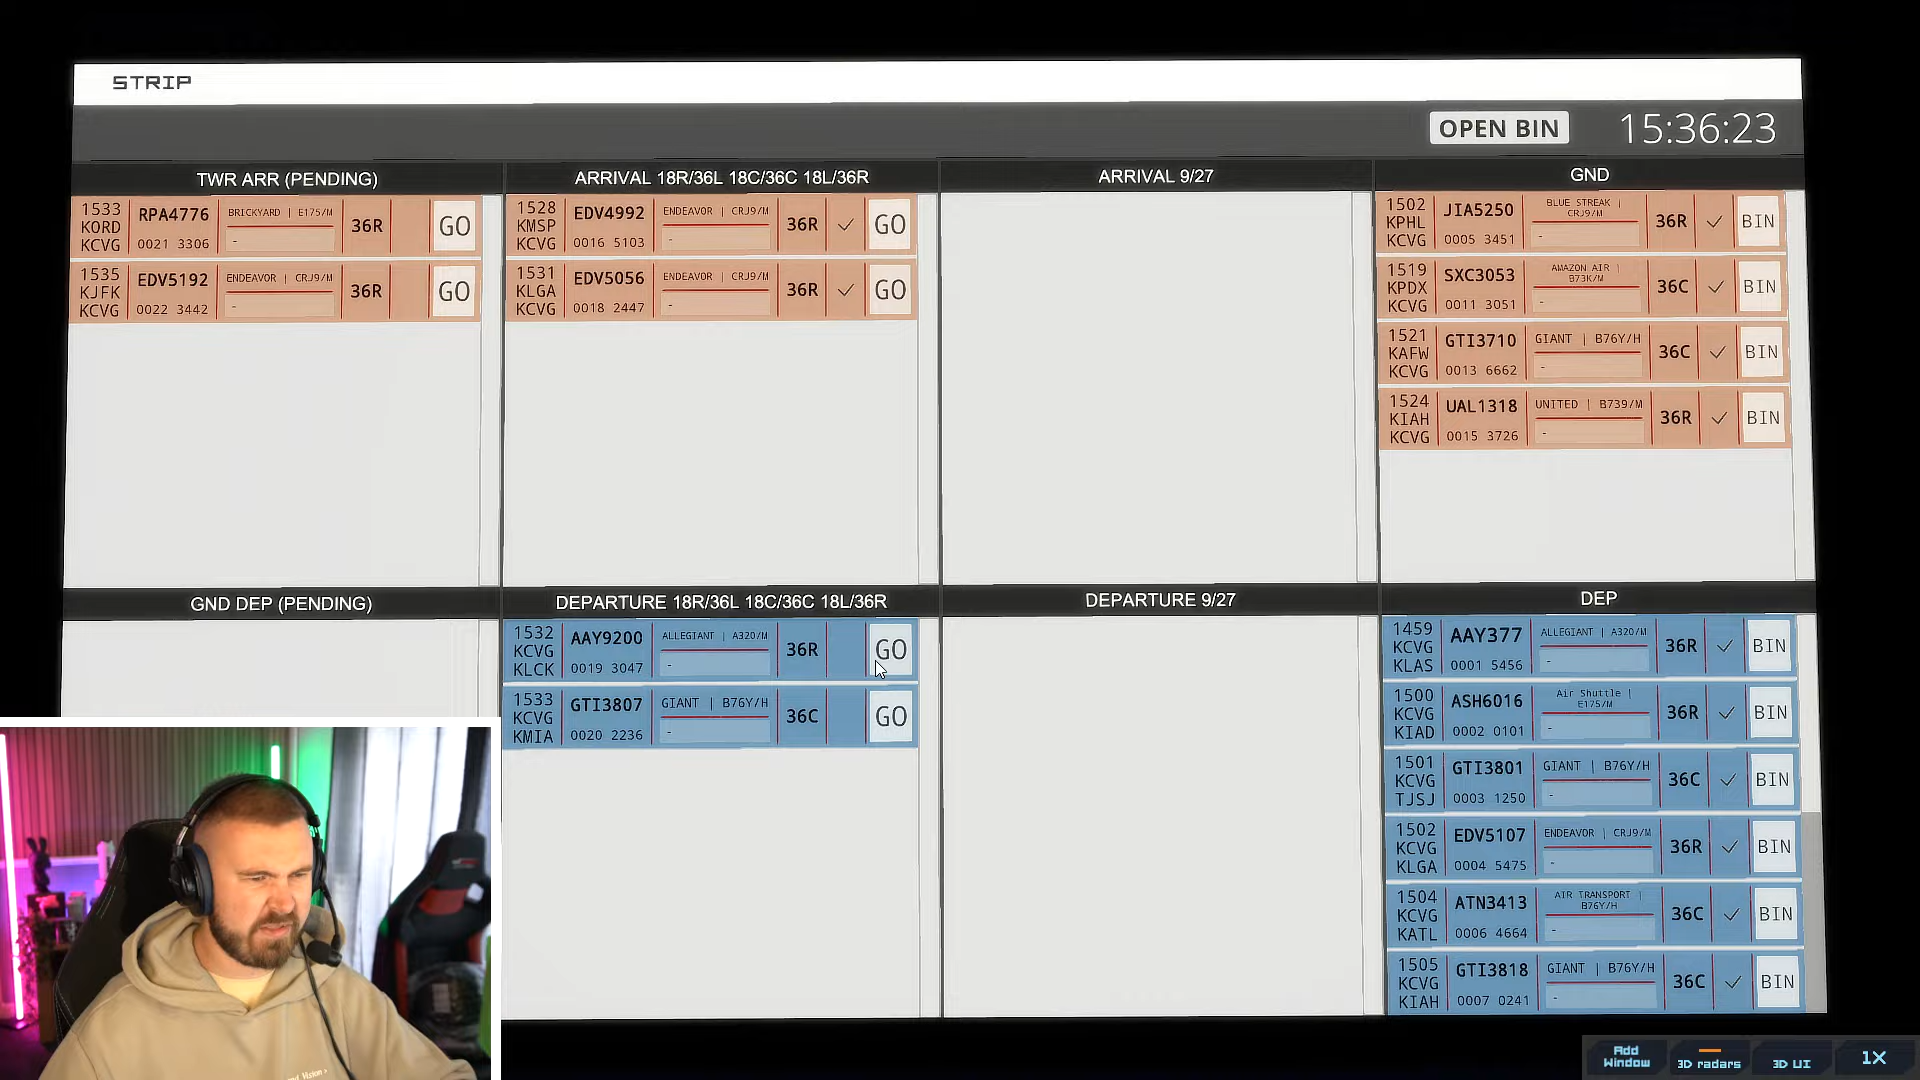 STRIP
OPEN BIN 15:36:23
TWR ARR (PENDING)
1533 RPA4776 BRICKYARD | E175/M 36R GO
KORD
KCVG 0021 3306 -
1535 EDV5192 ENDEAVOR | CRJ9/M 36R GO
KJFK
KCVG 0022 3442 -
ARRIVAL 18R/36L 18C/36C 18L/36R
1528 EDV4992 ENDEAVOR | CRJ9/M 36R ✓ GO
KMSP
KCVG 0016 5103 -
1531 EDV5056 ENDEAVOR | CRJ9/M 36R ✓ GO
KLGA
KCVG 0018 2447 -
ARRIVAL 9/27
GND
1502 JIA5250 BLUE STREAK | CRJ9/M 36R ✓ BIN
KPHL
KCVG 0005 3451 -
1519 SXC3053 AMAZON AIR | B73K/M 36C ✓ BIN
KPDX
KCVG 0011 3051 -
1521 GTI3710 GIANT | B76Y/H 36C ✓ BIN
KAFW
KCVG 0013 6662 -
1524 UAL1318 UNITED | B739/M 36R ✓ BIN
KIAH
KCVG 0015 3726 -
GND DEP (PENDING)
DEPARTURE 18R/36L 18C/36C 18L/36R
1532 AAY9200 ALLEGIANT | A320/M 36R GO
KCVG
KLCK 0019 3047 -
1533 GTI3807 GIANT | B76Y/H 36C GO
KCVG
KMIA 0020 2236 -
DEPARTURE 9/27
DEP
1459 AAY377 ALLEGIANT | A320/M 36R ✓ BIN
KCVG
KLAS 0001 5456 -
1500 ASH6016 Air Shuttle | E175/M 36R ✓ BIN
KCVG
KIAD 0002 0101 -
1501 GTI3801 GIANT | B76Y/H 36C ✓ BIN
KCVG
TJSJ 0003 1250 -
1502 EDV5107 ENDEAVOR | CRJ9/M 36R ✓ BIN
KCVG
KLGA 0004 5475 -
1504 ATN3413 AIR TRANSPORT | B76Y/H 36C ✓ BIN
KCVG
KATL 0006 4664 -
1505 GTI3818 GIANT | B76Y/H 36C ✓ BIN
KCVG
KIAH 0007 0241 -
Add
Window 3D radars 3D UI 1X